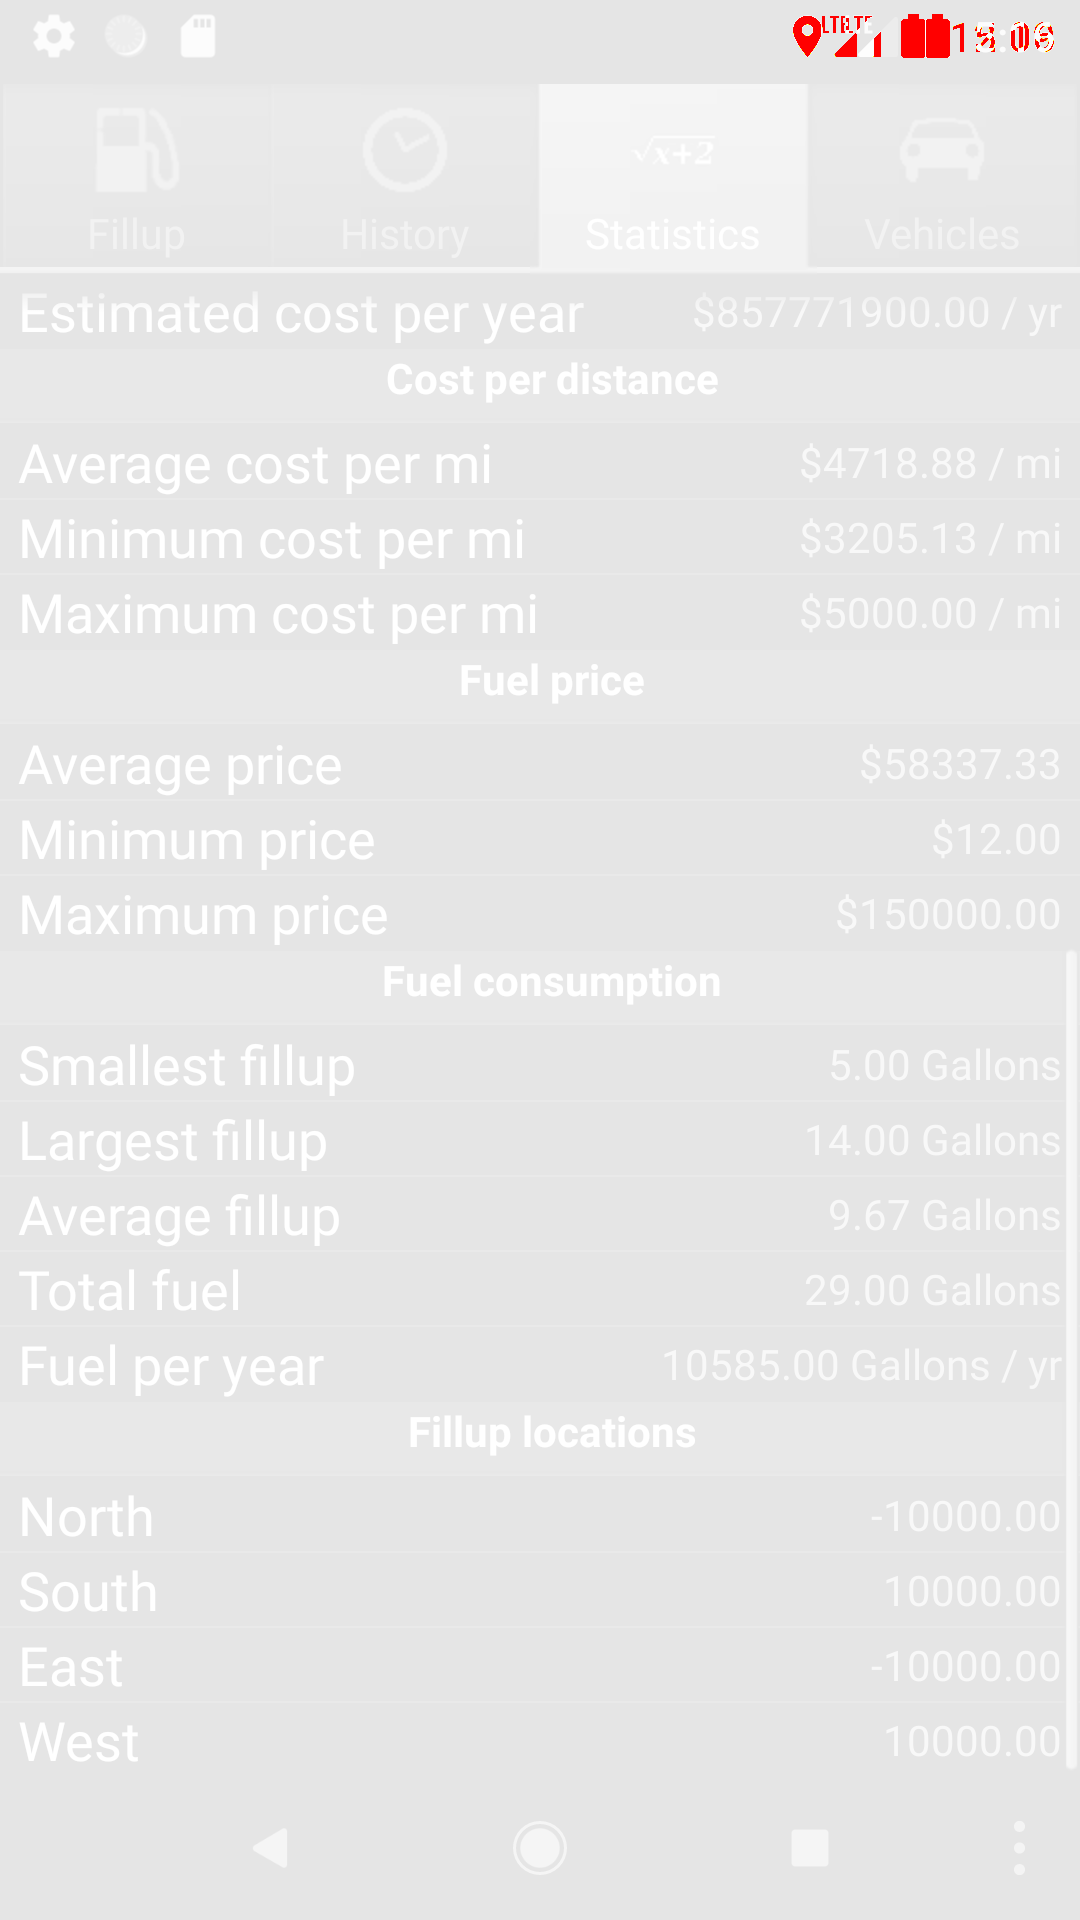 Fillup History √x+2 Statistics Vehicles
Estimated cost per year $857771900.00 / yr
Cost per distance
Average cost per mi $4718.88 / mi
Minimum cost per mi $3205.13 / mi
Maximum cost per mi $5000.00 / mi
Fuel price
Average price $58337.33
Minimum price $12.00
Maximum price $150000.00
Fuel consumption
Smallest fillup 5.00 Gallons
Largest fillup 14.00 Gallons
Average fillup 9.67 Gallons
Total fuel 29.00 Gallons
Fuel per year 10585.00 Gallons / yr
Fillup locations
North -10000.00
South 10000.00
East -10000.00
West 10000.00